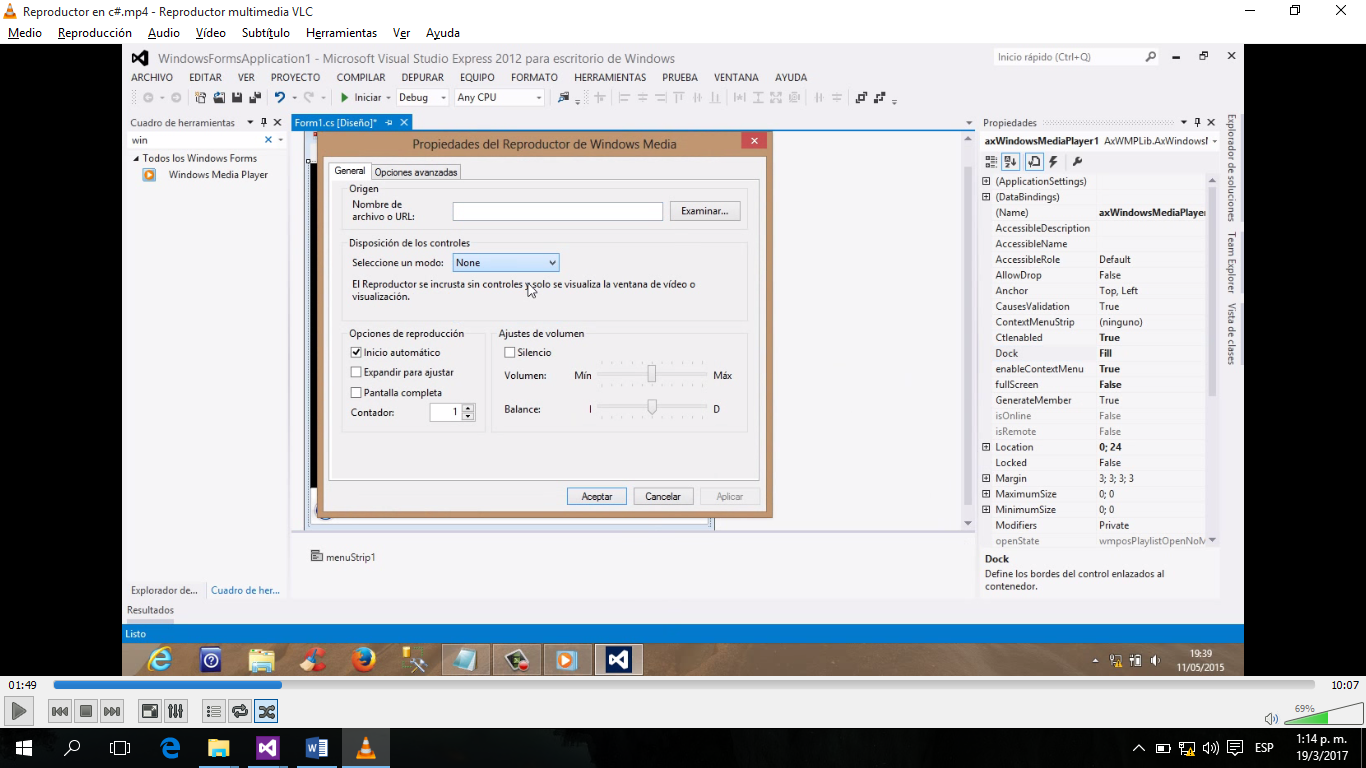 Reproductor en c#.mp4 - Reproductor multimedia VLC
Medio Reproducción Audio Vídeo Subtítulo Herramientas Ver Ayuda
WindowsFormsApplication1 - Microsoft Visual Studio Express 2012 para escritorio de Windows
Inicio rápido (Ctrl+Q)
ARCHIVO EDITAR VER PROYECTO COMPILAR DEPURAR EQUIPO FORMATO HERRAMIENTAS PRUEBA VENTANA AYUDA
Iniciar Debug Any CPU
Cuadro de herramientas
win
Todos los Windows Forms
Windows Media Player
Form1.cs [Diseño]*
Propiedades del Reproductor de Windows Media
General Opciones avanzadas
Origen
Nombre de
archivo o URL:
Examinar...
Disposición de los controles
Seleccione un modo: None
El Reproductor se incrusta sin controles y solo se visualiza la ventana de vídeo o
visualización.
Opciones de reproducción
Inicio automático
Expandir para ajustar
Pantalla completa
Contador: 1
Ajustes de volumen
Silencio
Volumen: Mín Máx
Balance: I D
Aceptar Cancelar Aplicar
menuStrip1
Propiedades
axWindowsMediaPlayer1 AxWMPLib.AxWindowsM
(ApplicationSettings)
(DataBindings)
(Name) axWindowsMediaPlayer
AccessibleDescription
AccessibleName
AccessibleRole Default
AllowDrop False
Anchor Top, Left
CausesValidation True
ContextMenuStrip (ninguno)
Ctlenabled True
Dock Fill
enableContextMenu True
fullScreen False
GenerateMember True
isOnline False
isRemote False
Location 0; 24
Locked False
Margin 3; 3; 3; 3
MaximumSize 0; 0
MinimumSize 0; 0
Modifiers Private
openState wmposPlaylistOpenNoM
Dock
Define los bordes del control enlazados al
contenedor.
Explorador de soluciones
Team Explorer
Vista de clases
Explorador de... Cuadro de her...
Resultados
Listo
19:39
11/05/2015
01:49
10:07
69%
ESP
1:14 p. m.
19/3/2017